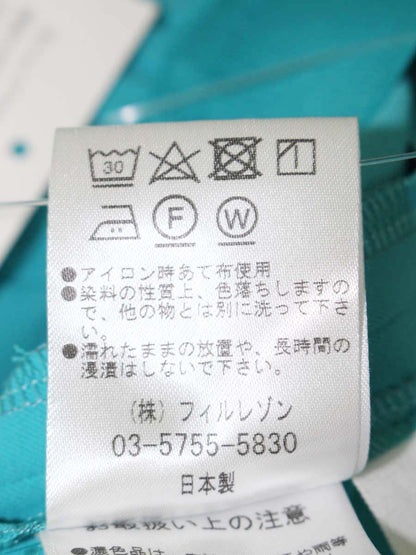 30
F W
●アイロン時あて布使用
●染料の性質上、色落ちしますの
で、他の物とは別に洗って下さ
い。
●濡れたままの放置や、長時間の
浸漬はしないで下さい。
(株)フィルレゾン
03-5755-5830
日本製
お取扱い上の注意
●濃色品は